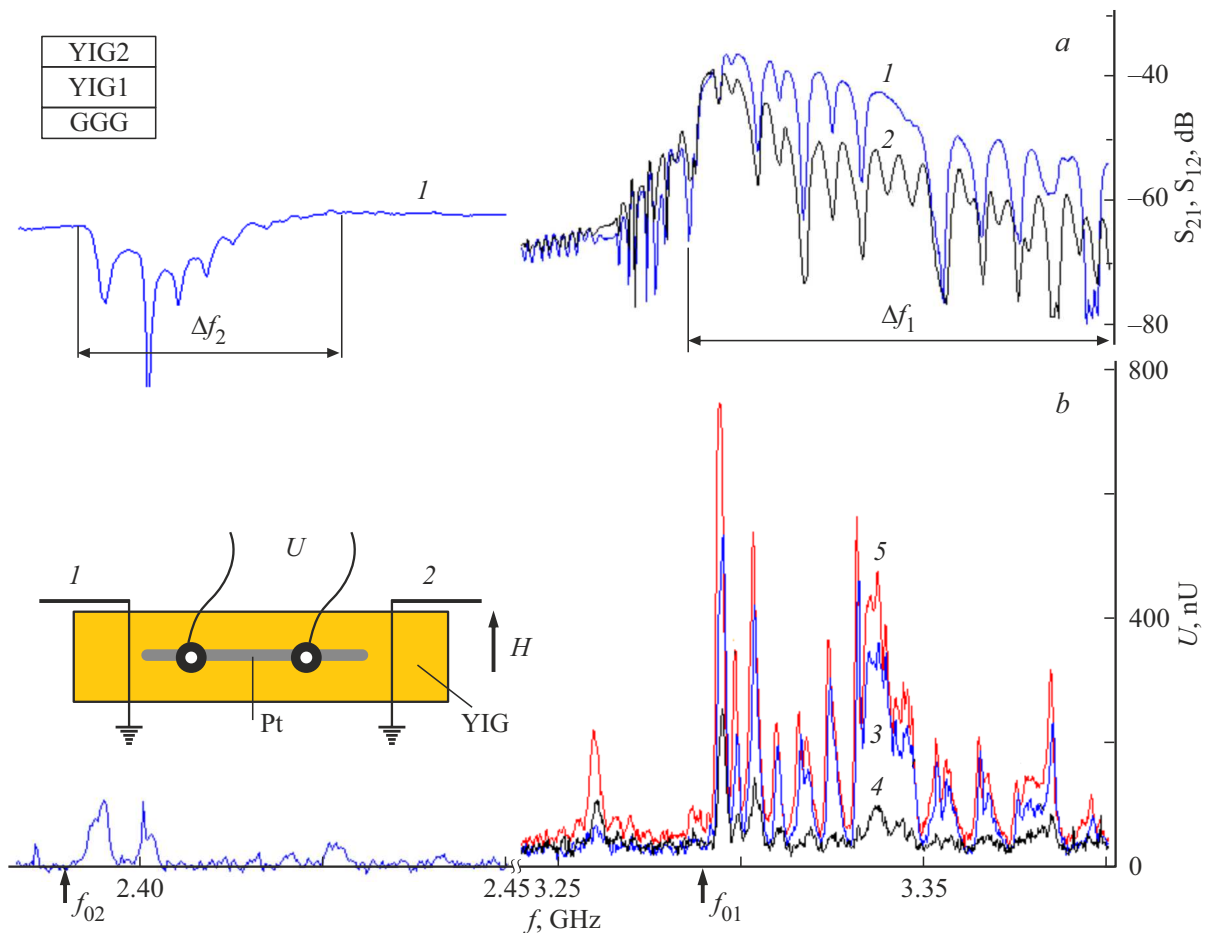 YIG2
YIG1
GGG
a
–40
–60
–80
S21, S12, dB
1
1
2
Δf2
Δf1
b
800
400
0
U, nU
5
3
4
1
U
2
H
Pt
YIG
2.40
2.45
3.25
3.35
f02
f, GHz
f01